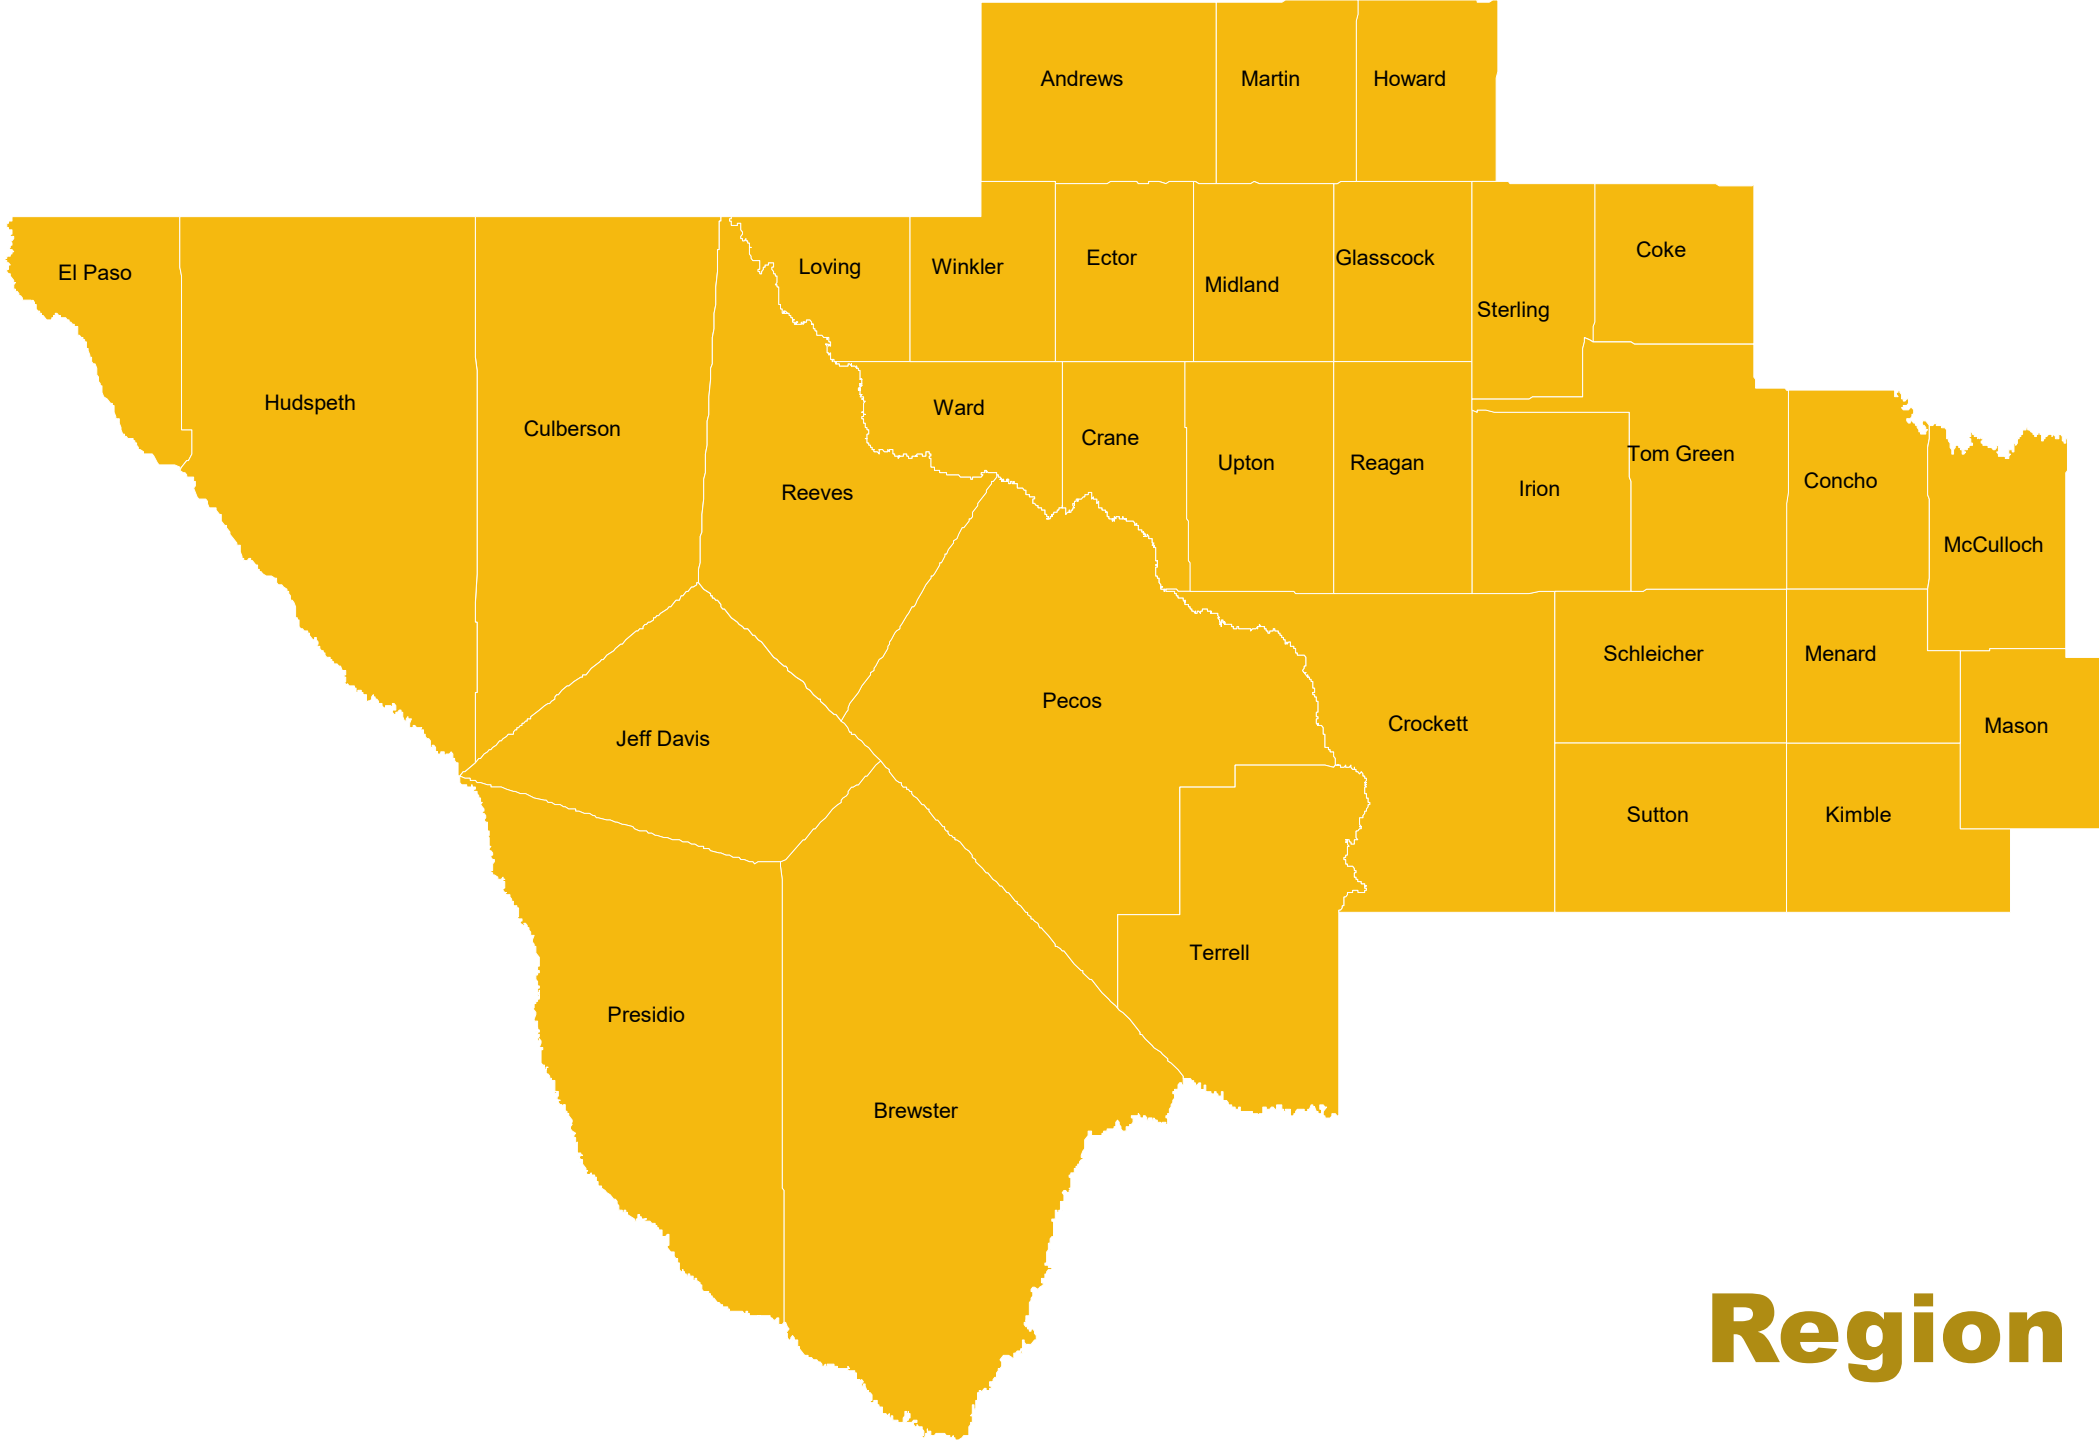 Andrews
Martin
Howard
El Paso
Loving
Winkler
Ector
Midland
Glasscock
Sterling
Coke
Hudspeth
Culberson
Reeves
Ward
Crane
Upton
Reagan
Irion
Tom Green
Concho
McCulloch
Jeff Davis
Pecos
Crockett
Schleicher
Menard
Mason
Sutton
Kimble
Terrell
Presidio
Brewster
Region